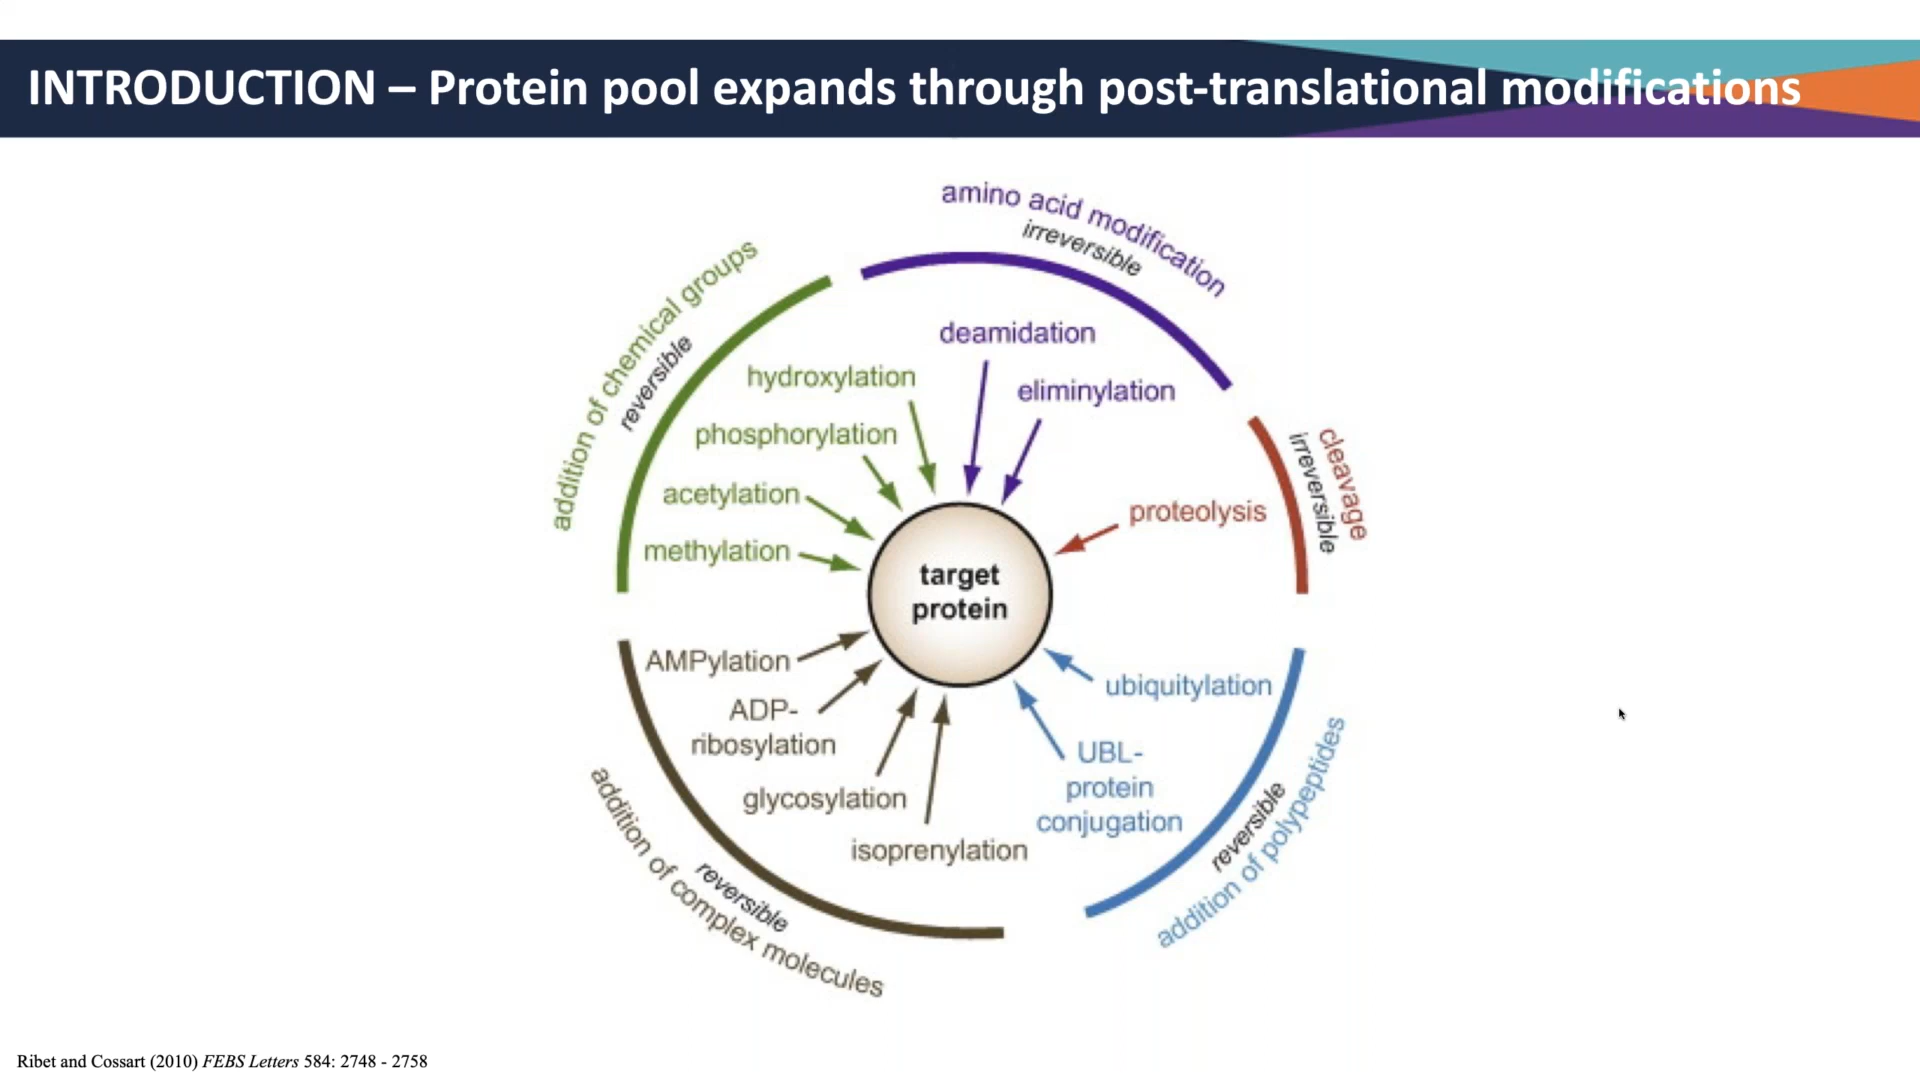 INTRODUCTION – Protein pool expands through post-translational modifications
amino acid modification
irreversible
addition of chemical groups
reversible
deamidation
hydroxylation
eliminylation
phosphorylation
cleavage
irreversible
acetylation
proteolysis
methylation
target
protein
AMPylation
ubiquitylation
ADP-
ribosylation
UBL-
protein
conjugation
glycosylation
isoprenylation
reversible
addition of polypeptides
reversible
addition of complex molecules
Ribet and Cossart (2010) FEBS Letters 584: 2748 - 2758